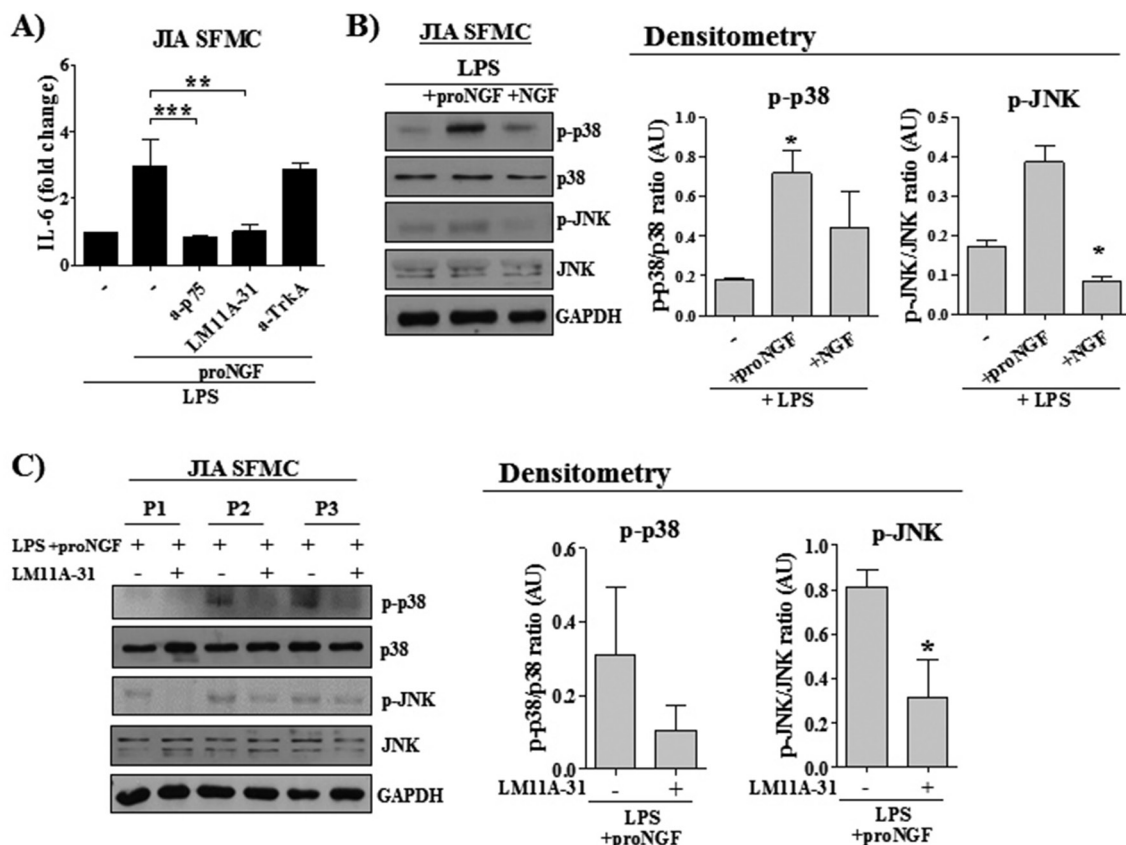 A)
JIA SFMC
IL-6 (fold change)
6
4
2
0
** 
***
- - a-p75 LM11A-31 a-TrkA
proNGF
LPS
B)
JIA SFMC
LPS
+proNGF +NGF
p-p38
p38
p-JNK
JNK
GAPDH
Densitometry
p-p38
p-p38/p38 ratio (AU)
1.0
0.8
0.6
0.4
0.2
0.0
*
- +proNGF +NGF
+ LPS
p-JNK
p-JNK/JNK ratio (AU)
0.5
0.4
0.3
0.2
0.1
0.0
*
- +proNGF +NGF
+ LPS
C)
JIA SFMC
P1 P2 P3
LPS +proNGF + + + + + +
LM11A-31 - + - + - +
p-p38
p38
p-JNK
JNK
GAPDH
Densitometry
p-p38
p-p38/p38 ratio (AU)
0.6
0.4
0.2
0.0
LM11A-31 - +
LPS
+proNGF
p-JNK
p-JNK/JNK ratio (AU)
1.0
0.8
0.6
0.4
0.2
0.0
*
LM11A-31 - +
LPS
+proNGF